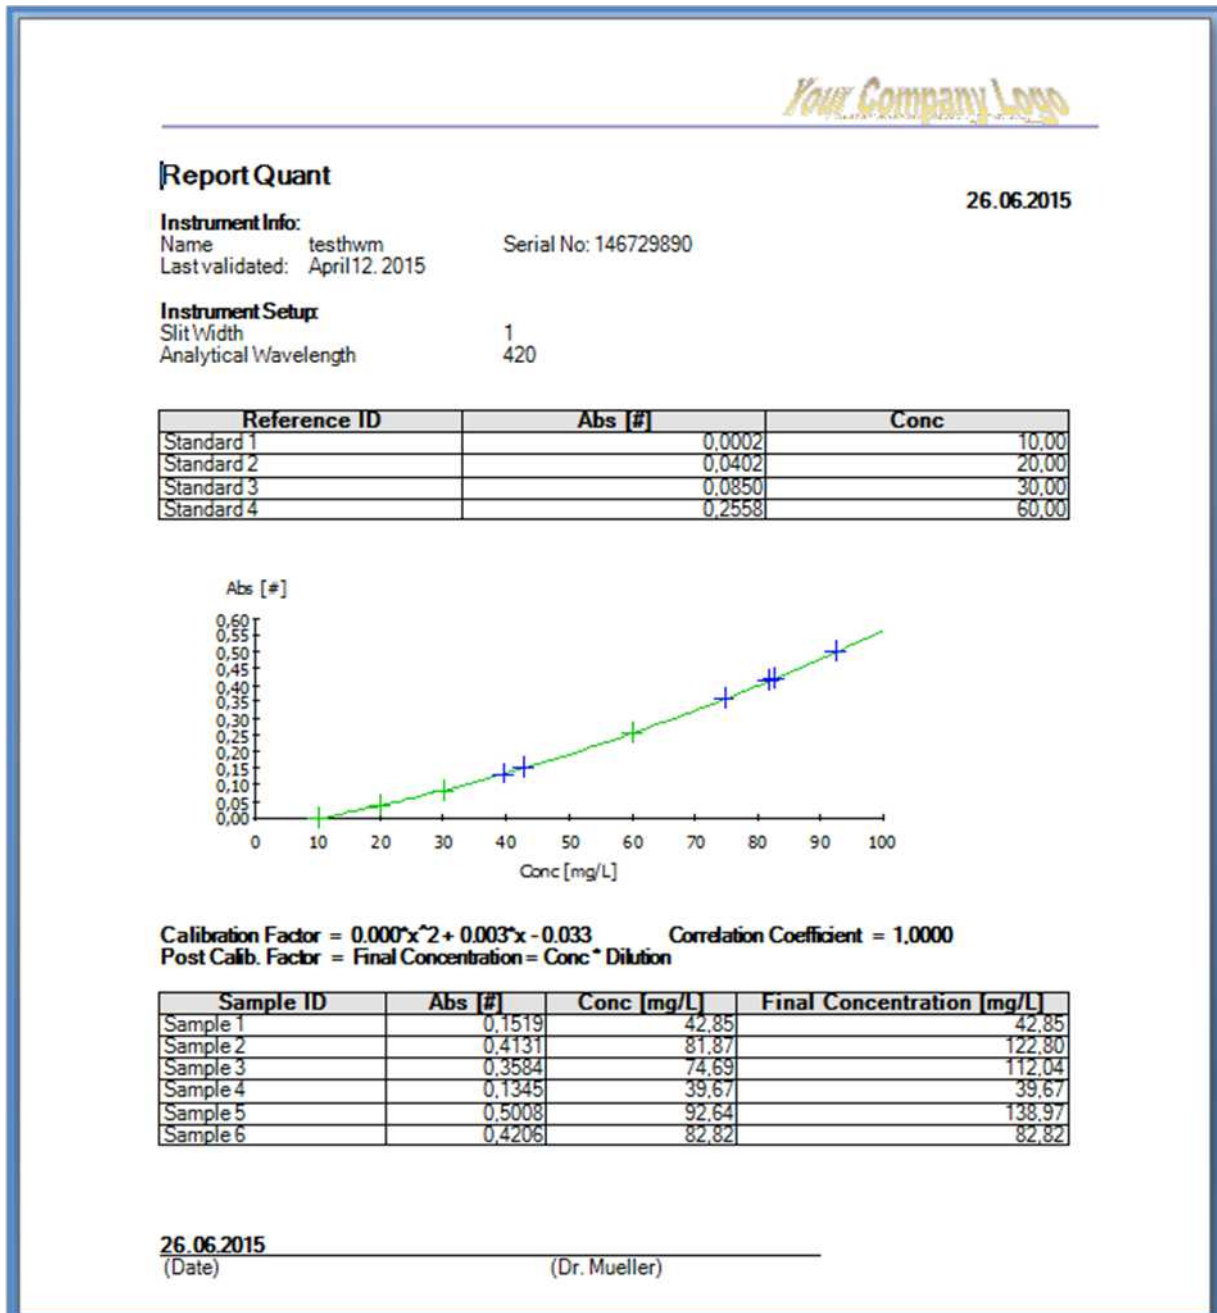 Your Company Logo
Report Quant
26.06.2015
Instrument Info:
Name testhwm Serial No: 146729890
Last validated: April 12. 2015
Instrument Setup:
Slit Width 1
Analytical Wavelength 420
Reference ID Abs [#] Conc
Standard 1 0,0002 10,00
Standard 2 0,0402 20,00
Standard 3 0,0850 30,00
Standard 4 0,2558 60,00
Abs [#]
0,60
0,55
0,50
0,45
0,40
0,35
0,30
0,25
0,20
0,15
0,10
0,05
0,00
0 10 20 30 40 50 60 70 80 90 100
Conc [mg/L]
Calibration Factor = 0.000*x^2 + 0.003*x - 0.033 Correlation Coefficient = 1,0000
Post Calib. Factor = Final Concentration = Conc * Dilution
Sample ID Abs [#] Conc [mg/L] Final Concentration [mg/L]
Sample 1 0,1519 42,85 42,85
Sample 2 0,4131 81,87 122,80
Sample 3 0,3584 74,69 112,04
Sample 4 0,1345 39,67 39,67
Sample 5 0,5008 92,64 138,97
Sample 6 0,4206 82,82 82,82
26.06.2015
(Date) (Dr. Mueller)